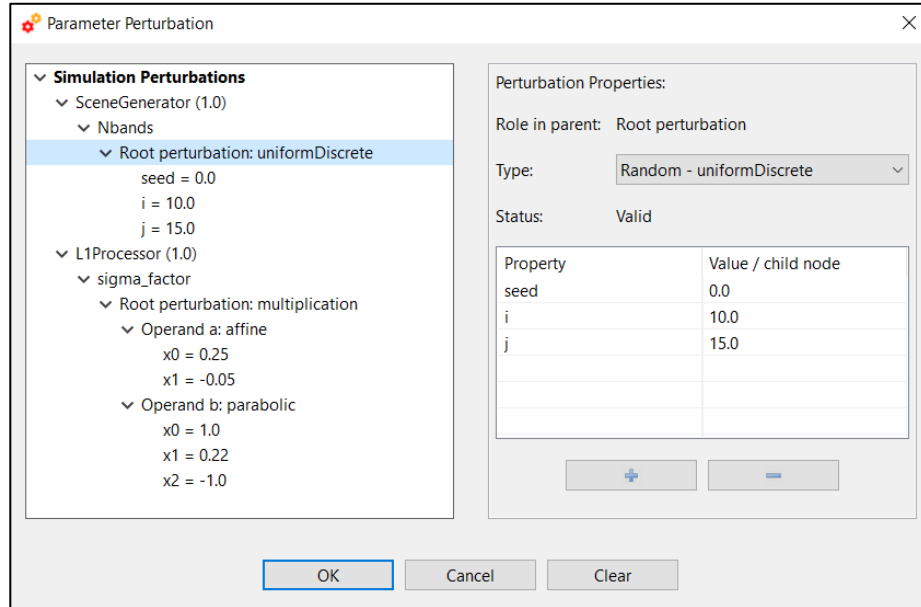 Parameter Perturbation
Simulation Perturbations
SceneGenerator (1.0)
Nbands
Root perturbation: uniformDiscrete
seed = 0.0
i = 10.0
j = 15.0
L1Processor (1.0)
sigma_factor
Root perturbation: multiplication
Operand a: affine
x0 = 0.25
x1 = -0.05
Operand b: parabolic
x0 = 1.0
x1 = 0.22
x2 = -1.0
Perturbation Properties:
Role in parent: Root perturbation
Type: Random - uniformDiscrete
Status: Valid
Property Value / child node
seed 0.0
i 10.0
j 15.0
OK Cancel Clear